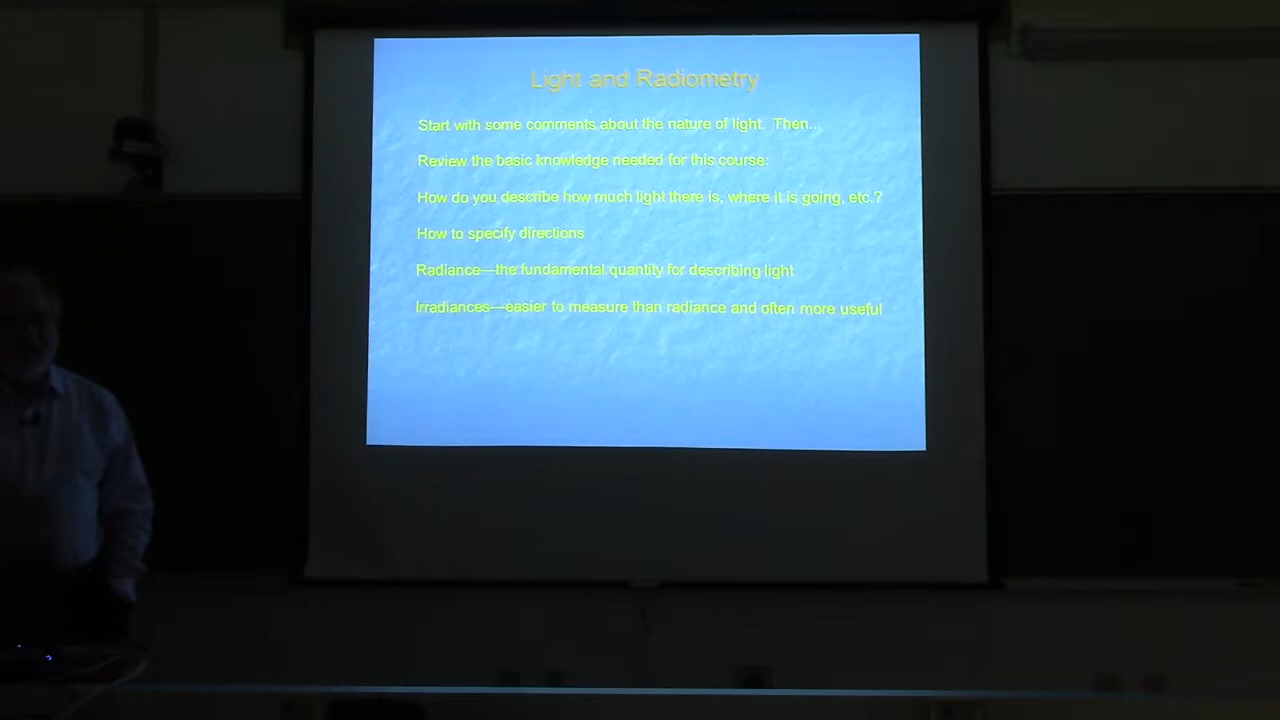 Light and Radiometry
Start with some comments about the nature of light. Then...
Review the basic knowledge needed for this course:
How do you describe how much light there is, where it is going, etc.?
How to specify directions
Radiance—the fundamental quantity for describing light
Irradiances—easier to measure than radiance and often more useful